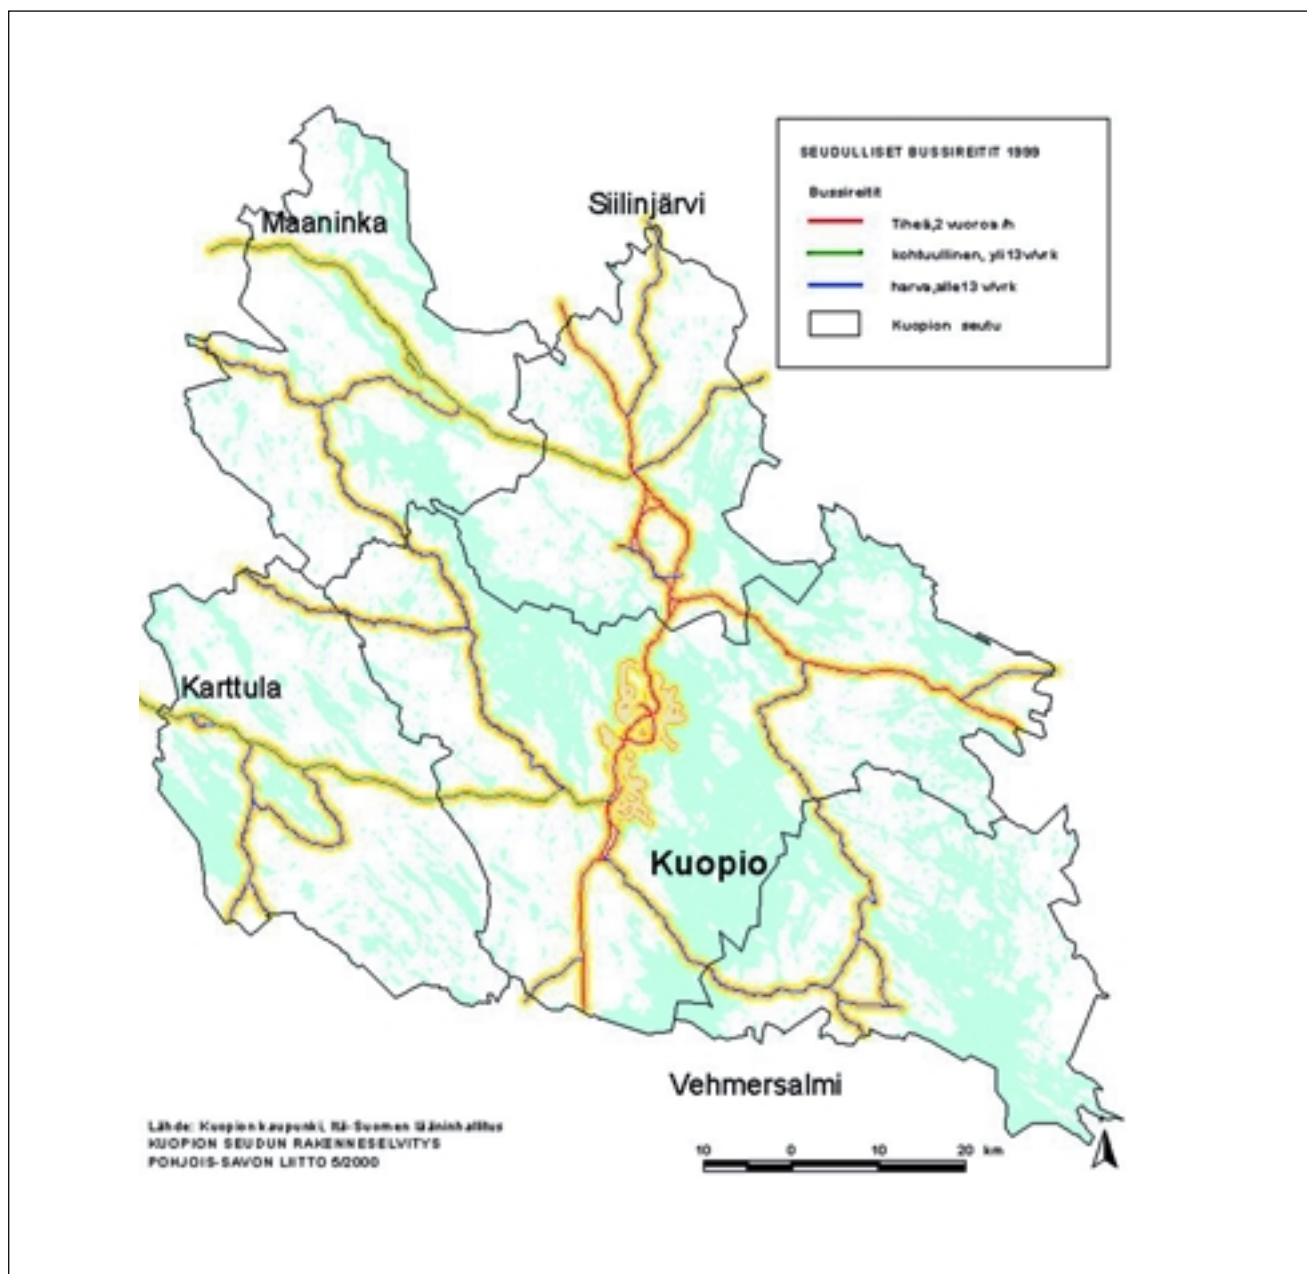 SEUDULLISET BUSSIREITIT 1999
Bussireitit
Tiheä,2 vuoroa /h
kohtuullinen, yli 13 v/vrk
harva,alle 13 v/vrk
Kuopion seutu
Siilinjärvi
Maaninka
Karttula
Kuopio
Vehmersalmi
Lähde: Kuopion kaupunki, Itä-Suomen lääninhallitus
KUOPION SEUDUN RAKENNESELVITYS
POHJOIS-SAVON LIITTO 5/2000
10 0 10 20 km